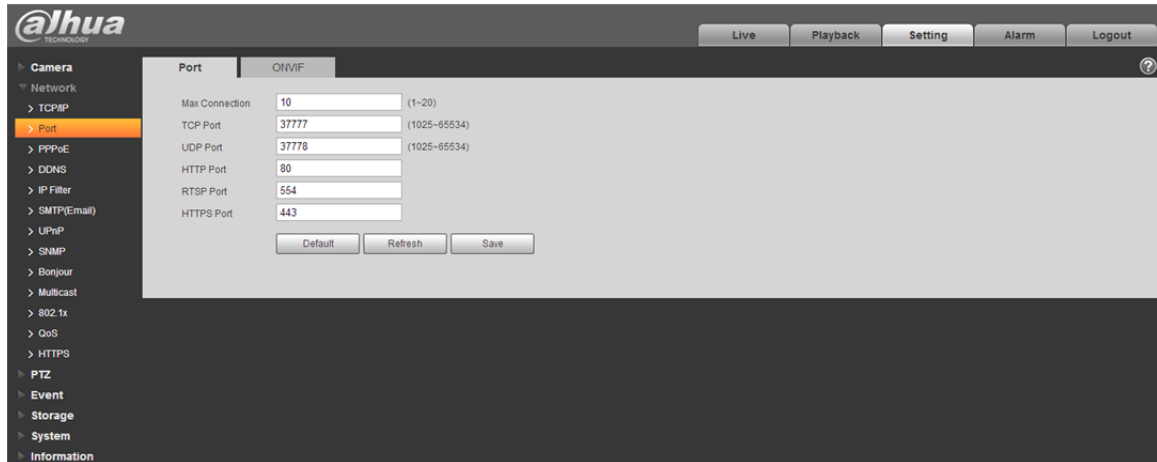 alhua
TECHNOLOGY
Live Playback Setting Alarm Logout
Camera
Network
TCP/IP
Port
PPPoE
DDNS
IP Filter
SMTP(Email)
UPnP
SNMP
Bonjour
Multicast
802.1x
QoS
HTTPS
PTZ
Event
Storage
System
Information
Port ONVIF
?
Max Connection 10 (1~20)
TCP Port 37777 (1025~65534)
UDP Port 37778 (1025~65534)
HTTP Port 80
RTSP Port 554
HTTPS Port 443
Default Refresh Save